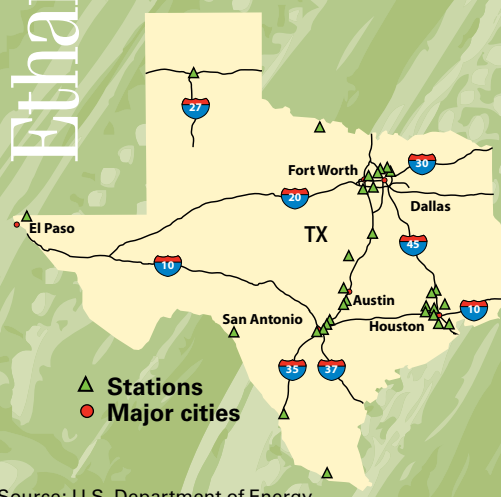 Etha
27
Fort Worth
30
20
Dallas
El Paso
TX
45
10
Austin
San Antonio
10
Houston
35
37
Stations
Major cities
Source: U.S. Department of Energy